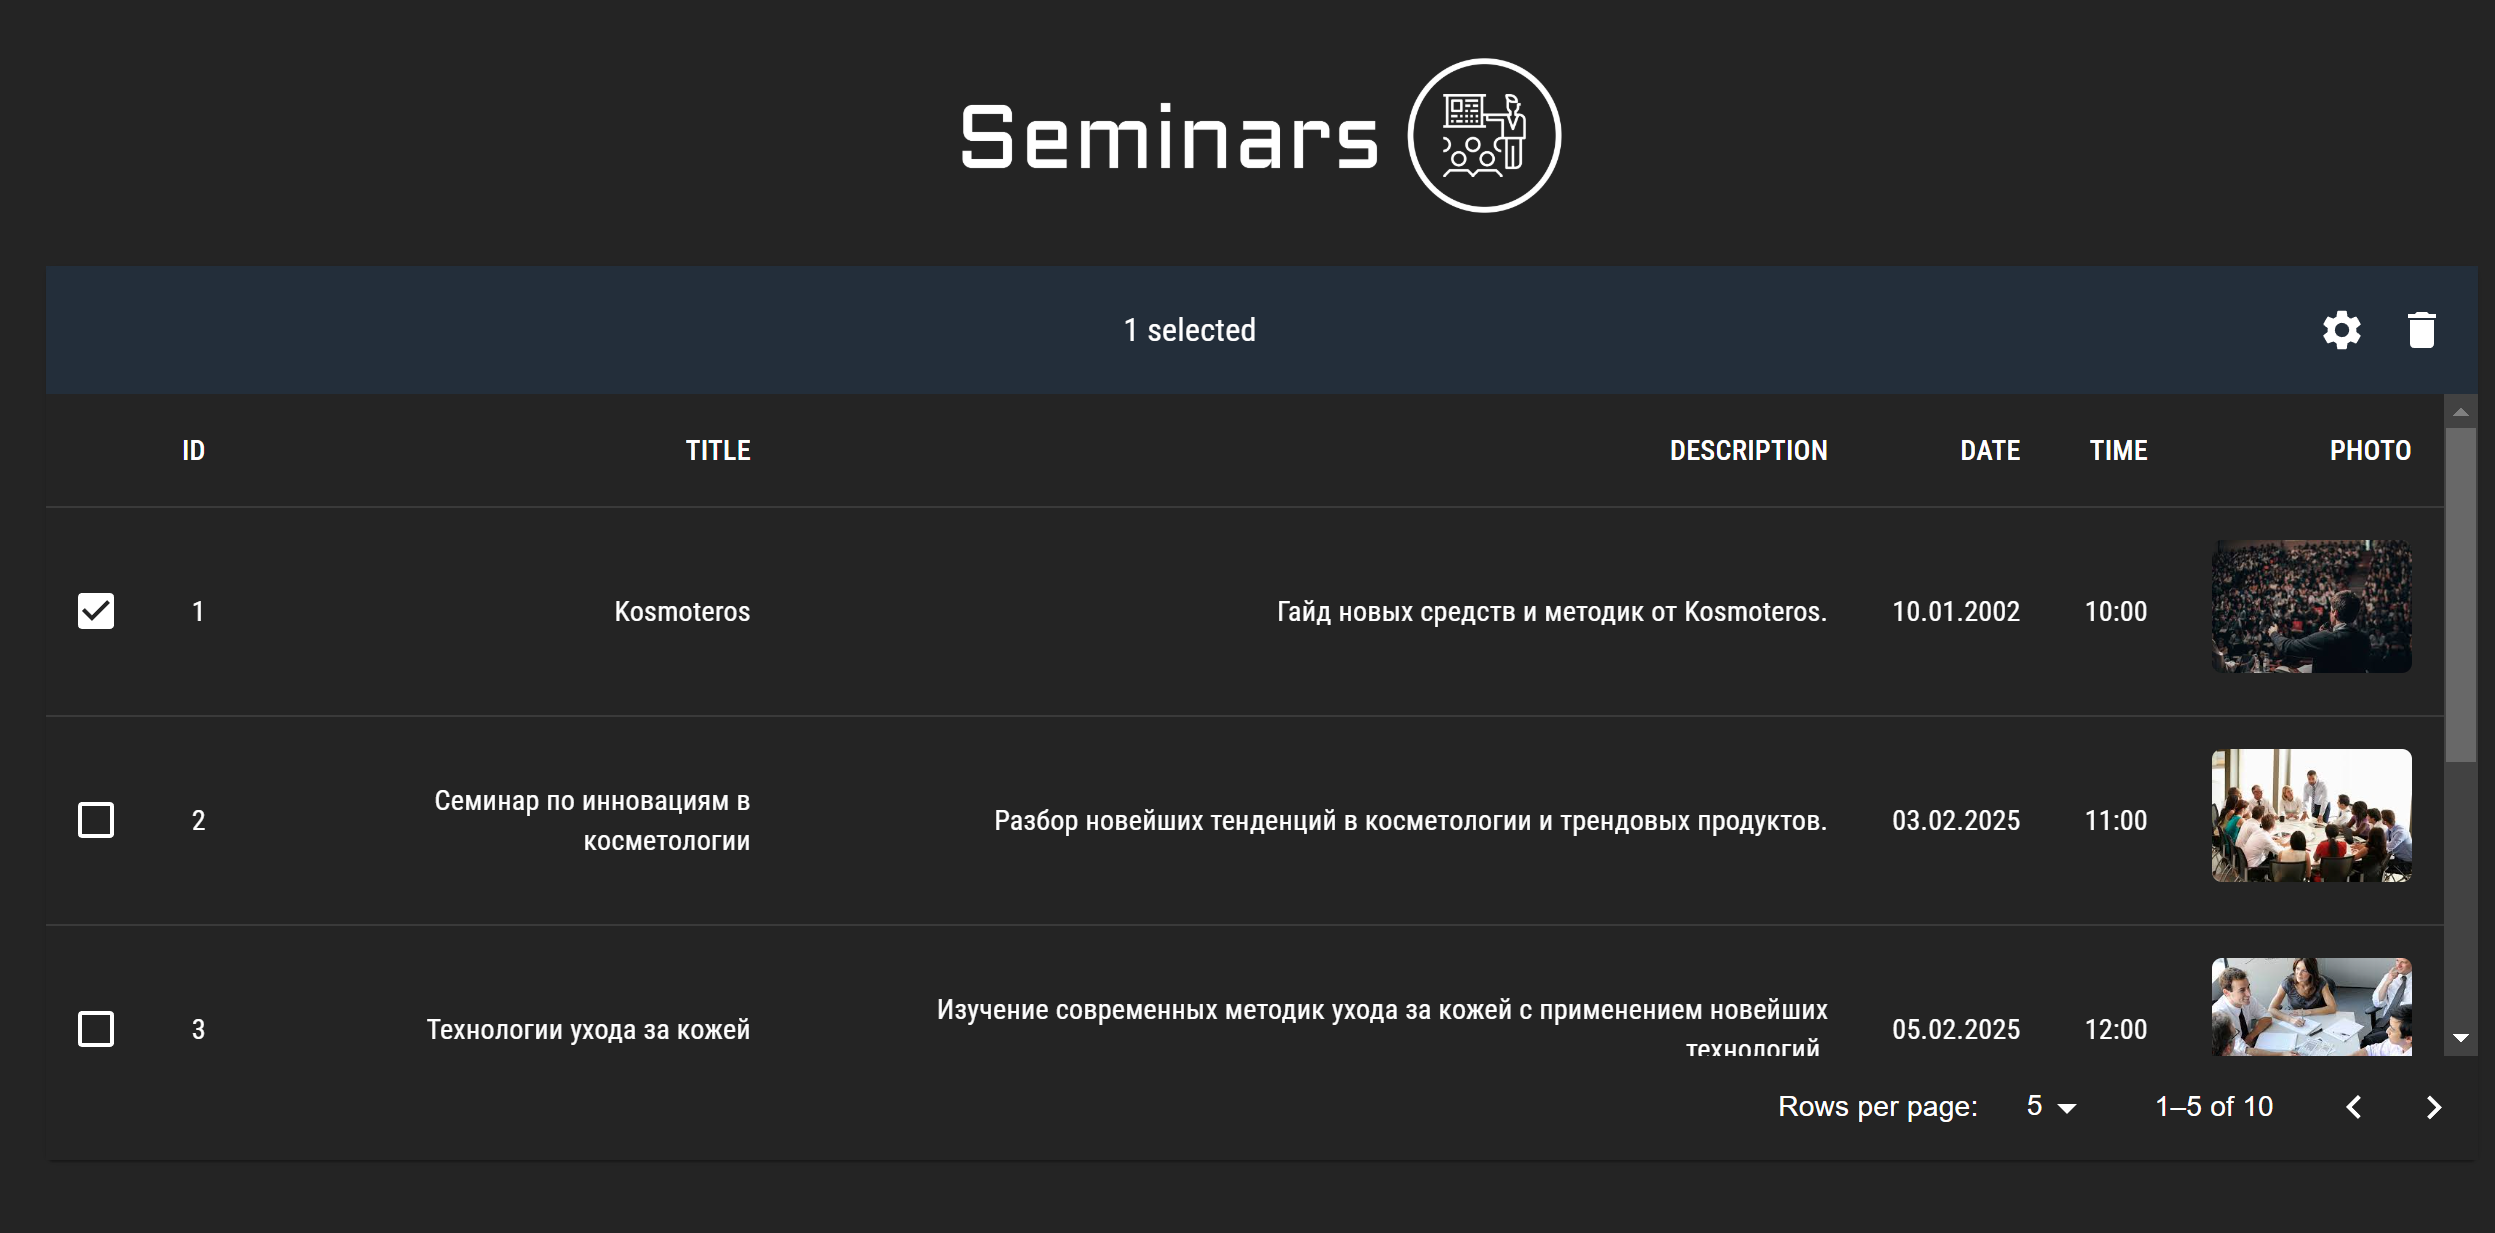 Seminars
1 selected
ID TITLE DESCRIPTION DATE TIME PHOTO
1 Kosmoteros Гайд новых средств и методик от Kosmoteros. 10.01.2002 10:00
2 Семинар по инновациям в
косметологии Разбор новейших тенденций в косметологии и трендовых продуктов. 03.02.2025 11:00
3 Технологии ухода за кожей Изучение современных методик ухода за кожей с применением новейших
технологий 05.02.2025 12:00
Rows per page: 5 1–5 of 10